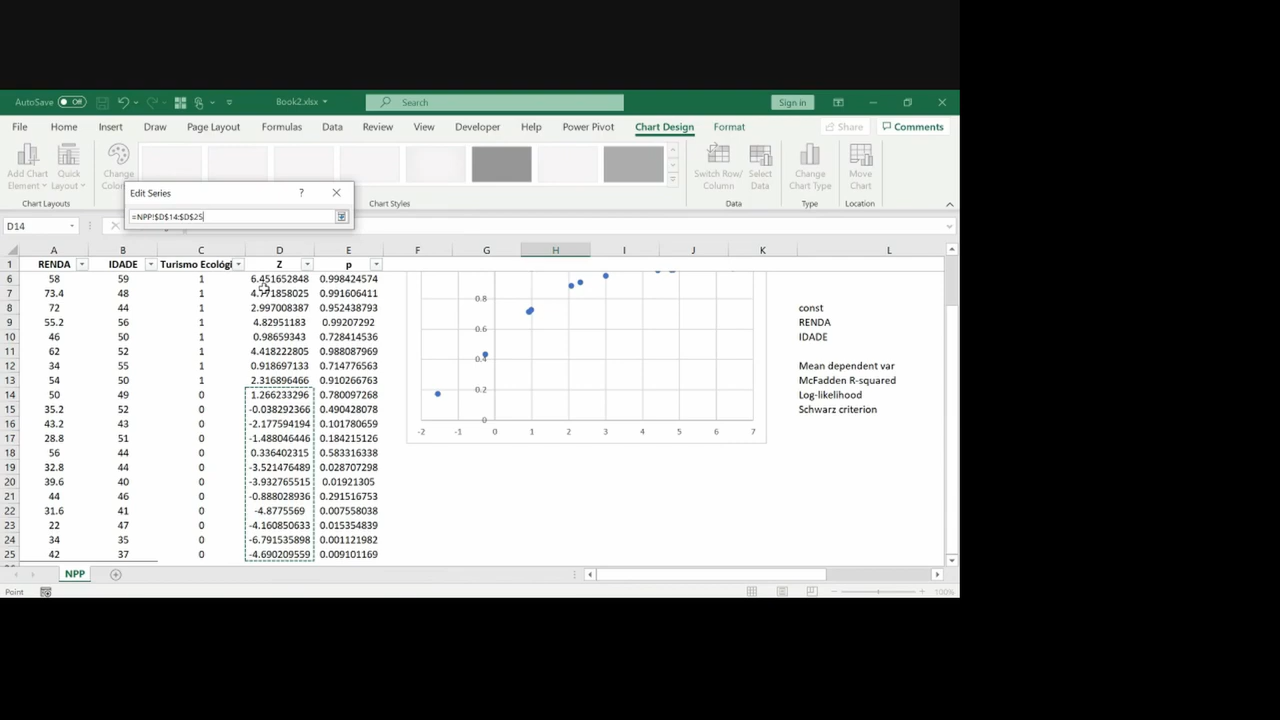 AutoSave Off Book2.xlsx Search Sign in
File Home Insert Draw Page Layout Formulas Data Review View Developer Help Power Pivot Chart Design Format Share Comments
Add Chart Element Quick Layout Change Switch Row/ Column Select Data Change Chart Type Move Chart
Chart Layouts Chart Styles Data Type Location
Edit Series ?
=NPP!$D$14:$D$25
D14
A B C D E F G H I J K L
1 RENDA IDADE Turismo Ecológi Z p
6 58 59 1 6.451652848 0.998424574
7 73.4 48 1 4.771858025 0.991606411
8 72 44 1 2.997008387 0.952438793
9 55.2 56 1 4.82951183 0.99207292
10 46 50 1 0.98659343 0.728414536
11 62 52 1 4.418222805 0.988087969
12 34 55 1 0.918697133 0.714776563
13 54 50 1 2.316896466 0.910266763
14 50 49 0 1.266233296 0.780097268
15 35.2 52 0 -0.038292366 0.490428078
16 43.2 43 0 -2.177594194 0.101780659
17 28.8 51 0 -1.488046446 0.184215126
18 56 44 0 0.336402315 0.583316338
19 32.8 44 0 -3.521476489 0.028707298
20 39.6 40 0 -3.932765515 0.01921305
21 44 46 0 -0.888028936 0.291516753
22 31.6 41 0 -4.8775569 0.007558038
23 22 47 0 -4.160850633 0.015354839
24 34 35 0 -6.791535898 0.001121982
25 42 37 0 -4.690209559 0.009101169
0.8
0.6
0.4
0.2
0
-2 -1 0 1 2 3 4 5 6 7
const
RENDA
IDADE
Mean dependent var
McFadden R-squared
Log-likelihood
Schwarz criterion
NPP
Point 100%